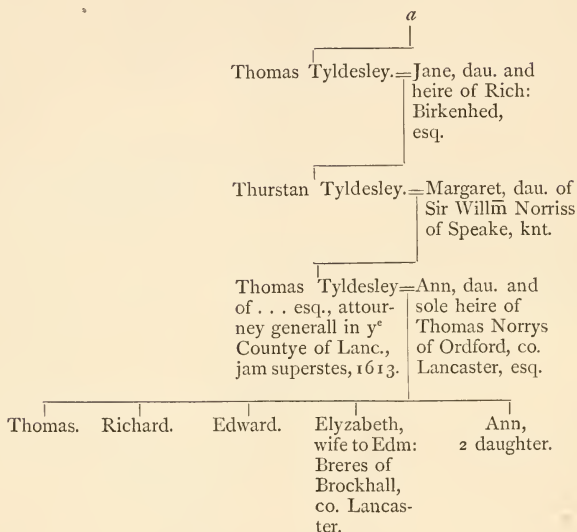 a
Thomas Tyldesley.=Jane, dau. and
heire of Rich:
Birkenhed,
esq.
Thurstan Tyldesley.=Margaret, dau. of
Sir Willm̄ Norriss
of Speake, knt.
Thomas Tyldesley=Ann, dau. and
of . . . esq., attour-
ney generall in yᵉ
Countye of Lanc.,
jam superstes, 1613.
sole heire of
Thomas Norrys
of Ordford, co.
Lancaster, esq.
Thomas. Richard. Edward. Elyzabeth,
wife to Edm:
Breres of
Brockhall,
co. Lancas-
ter.
Ann,
2 daughter.